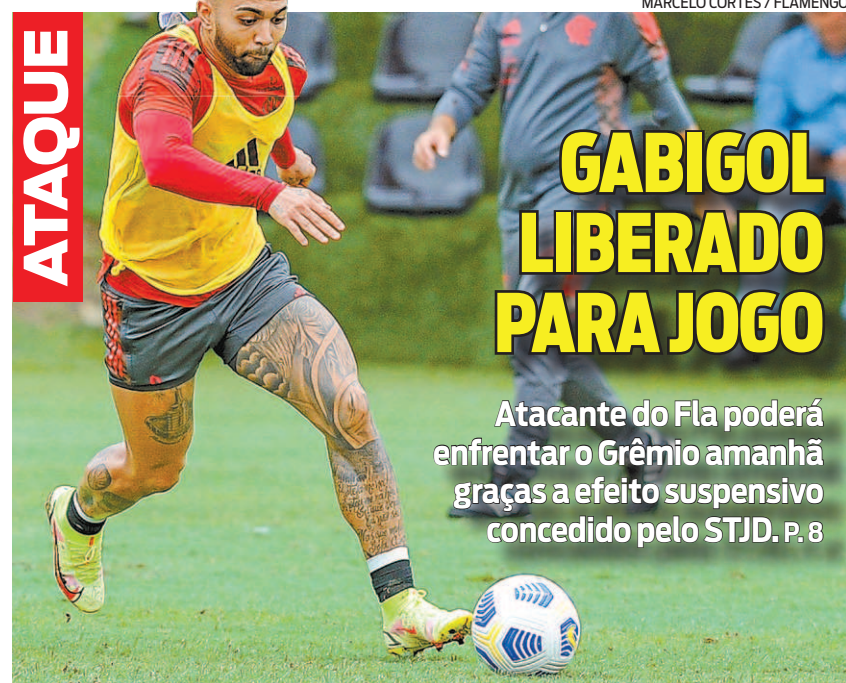 MARCELO CORTES / FLAMENGO
ATAQUE
GABIGOL
LIBERADO
PARA JOGO
Atacante do Fla poderá
enfrentar o Grêmio amanhã
graças a efeito suspensivo
concedido pelo STJD. P. 8